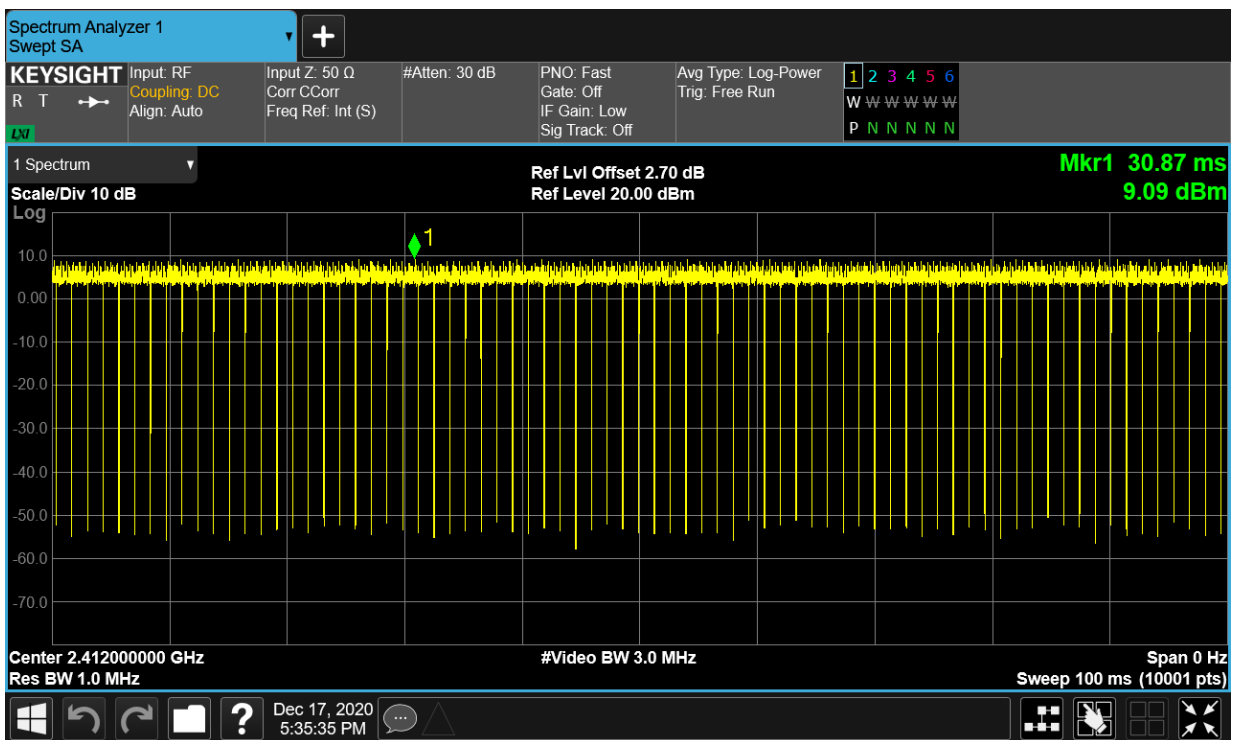 Spectrum Analyzer 1
Swept SA
+
KEYSIGHT
R T
LXI
Input: RF
Coupling: DC
Align: Auto
Input Z: 50 Ω
Corr CCorr
Freq Ref: Int (S)
#Atten: 30 dB
PNO: Fast
Gate: Off
IF Gain: Low
Sig Track: Off
Avg Type: Log-Power
Trig: Free Run
1 2 3 4 5 6
W W W W W W
P N N N N N
1 Spectrum
Scale/Div 10 dB
Log
Ref Lvl Offset 2.70 dB
Ref Level 20.00 dBm
Mkr1 30.87 ms
9.09 dBm
1
10.0
0.00
-10.0
-20.0
-30.0
-40.0
-50.0
-60.0
-70.0
Center 2.412000000 GHz
Res BW 1.0 MHz
#Video BW 3.0 MHz
Span 0 Hz
Sweep 100 ms (10001 pts)
?
Dec 17, 2020
5:35:35 PM